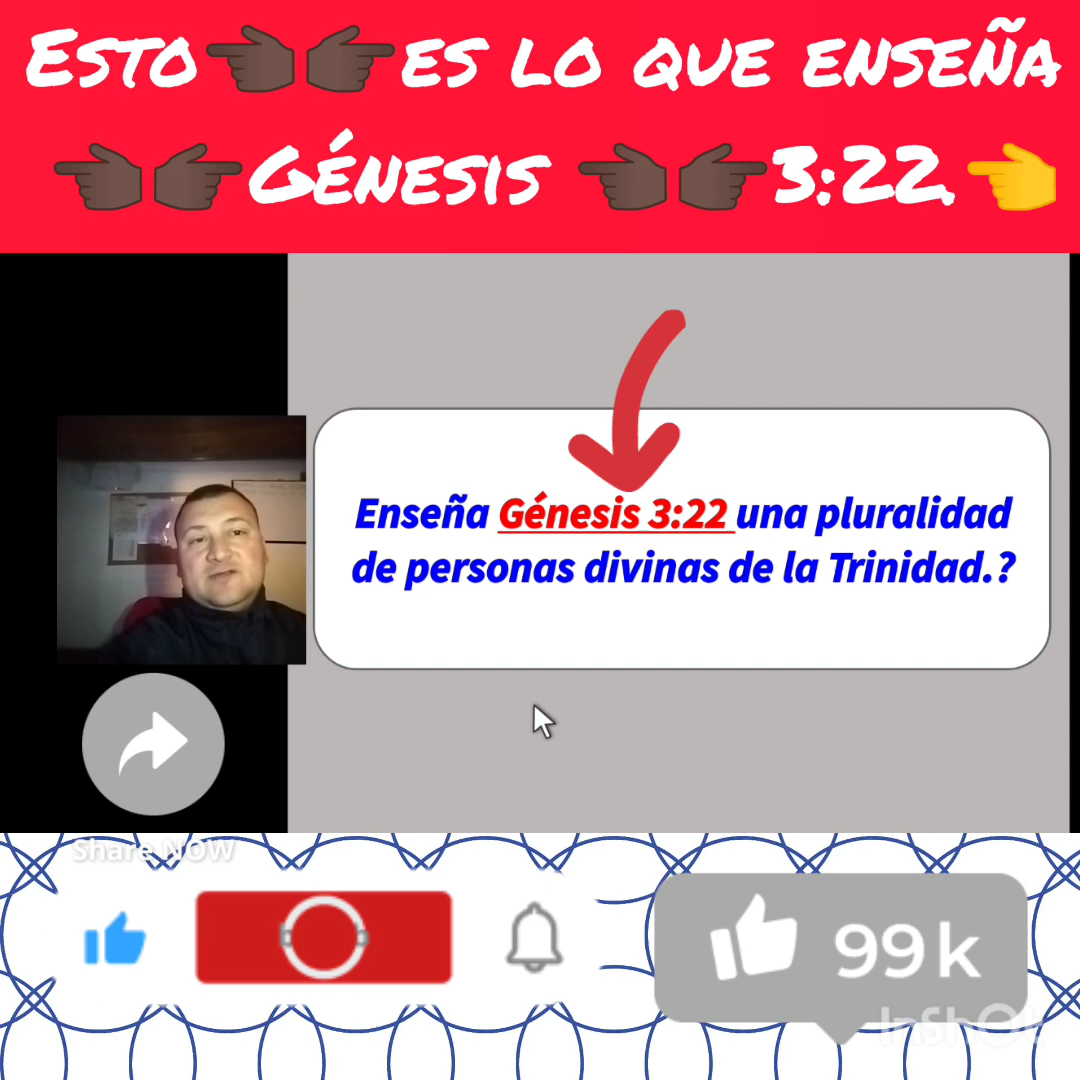 Esto 👈🏿👉🏿 es lo que enseña
👈🏿👉🏿 Génesis 👈🏿👉🏿 3:22. 👈
Enseña Génesis 3:22 una pluralidad
de personas divinas de la Trinidad.?
Share NOW
99k
InShO